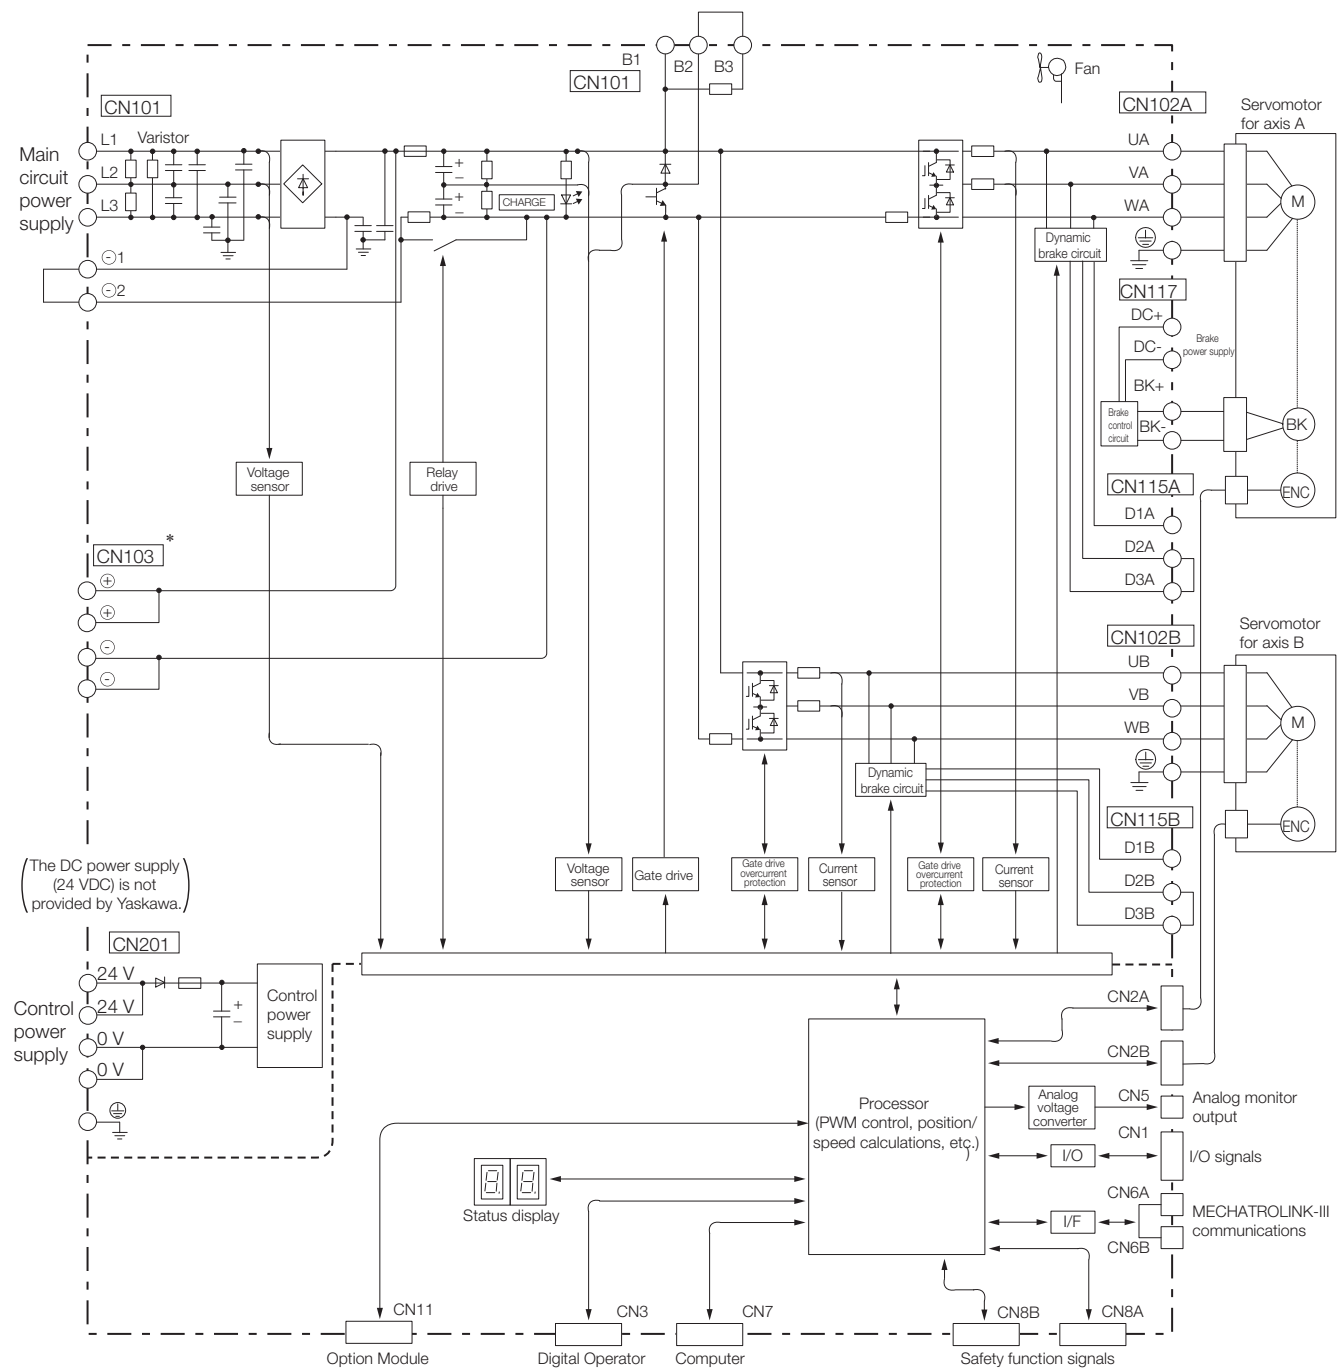 B1
B2
B3
CN101
Fan
CN101
CN102A
Servomotor
for axis A
L1
Varistor
UA
Main
circuit
power
supply
L2
VA
CHARGE
L3
WA
M
+
−
+
−
Dynamic
brake circuit
⊖1
⊖2
CN117
DC+
DC-
Brake
power supply
BK+
Brake
control
circuit
BK-
BK
Voltage
sensor
Relay
drive
CN115A
ENC
D1A
CN103
*
D2A
⊕
D3A
⊕
Servomotor
for axis B
CN102B
⊖
UB
⊖
VB
M
WB
Dynamic
brake circuit
CN115B
ENC
D1B
(The DC power supply
(24 VDC) is not
provided by Yaskawa.)
Voltage
sensor
Gate drive
Gate drive
overcurrent
protection
Current
sensor
Gate drive
overcurrent
protection
Current
sensor
D2B
D3B
CN201
24 V
24 V
Control
power
supply
+
−
Control
power
supply
0 V
0 V
CN2A
CN2B
Processor
(PWM control, position/
speed calculations, etc.)
)
Analog
voltage
converter
CN5
Analog monitor
output
CN1
I/O
I/O signals
CN6A
8
8
Status display
I/F
MECHATROLINK-III
communications
CN6B
CN11
CN3
CN7
CN8B
CN8A
Option Module
Digital Operator
Computer
Safety function signals